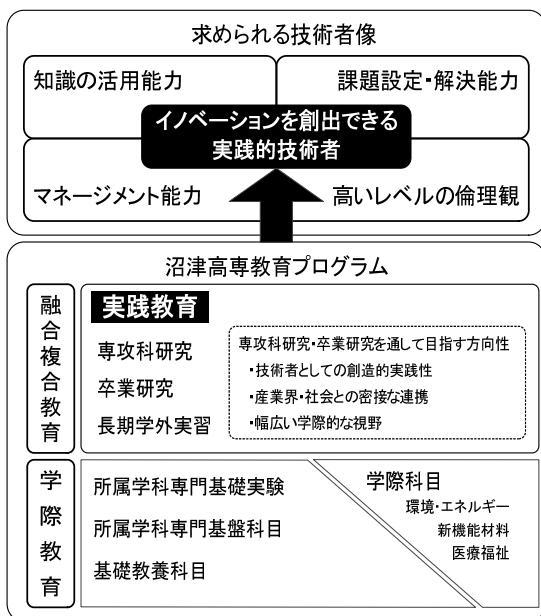 求められる技術者像
知識の活用能力
課題設定・解決能力
イノベーションを創出できる
実践的技術者
マネージメント能力
高いレベルの倫理観
沼津高専教育プログラム
融合複合教育
実践教育
専攻科研究
卒業研究
長期学外実習
専攻科研究・卒業研究を通して目指す方向性
・技術者としての創造的実践性
・産業界・社会との密接な連携
・幅広い学際的な視野
学際教育
所属学科専門基礎実験
所属学科専門基盤科目
基礎教養科目
学際科目
環境・エネルギー
新機能材料
医療福祉